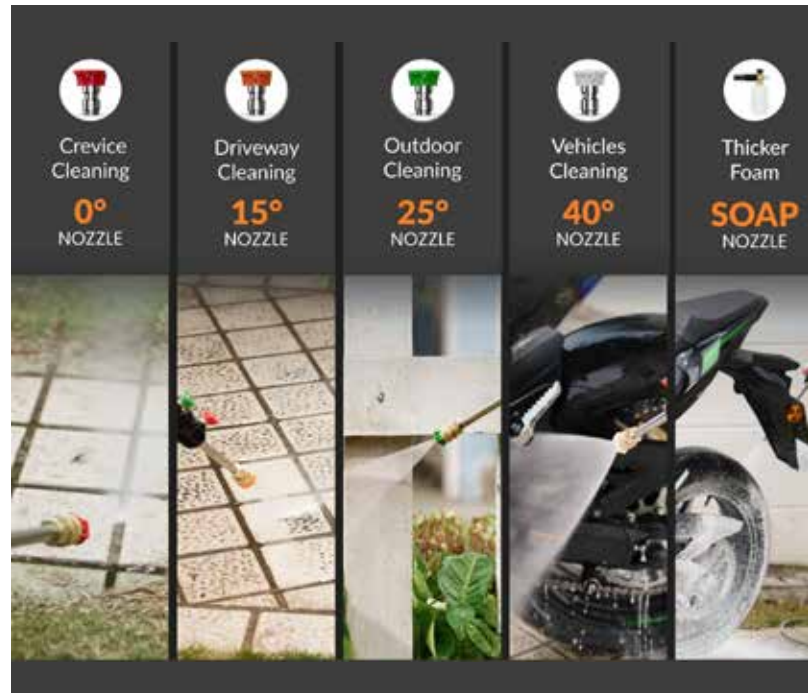 Crevice
Cleaning
0°
NOZZLE
Driveway
Cleaning
15°
NOZZLE
Outdoor
Cleaning
25°
NOZZLE
Vehicles
Cleaning
40°
NOZZLE
Thicker
Foam
SOAP
NOZZLE